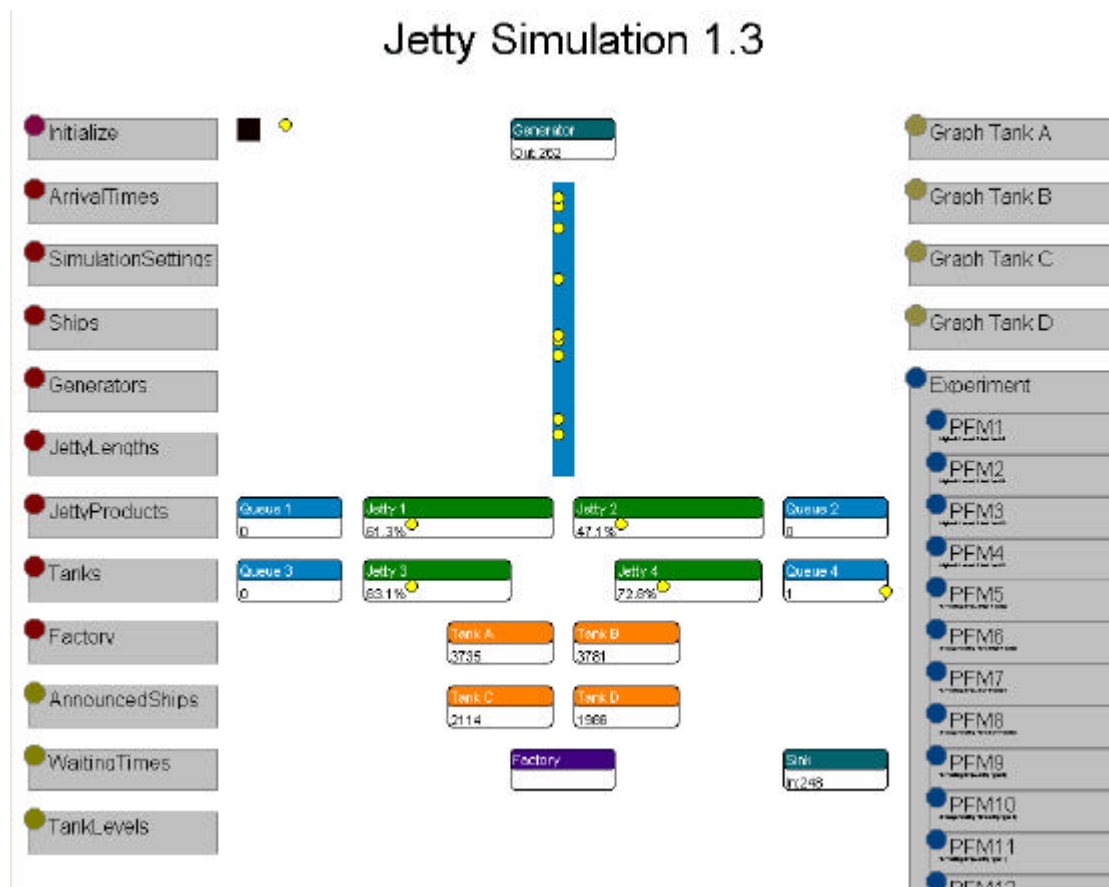 Jetty Simulation 1.3
Initialize
ArrivalTimes
SimulationSettings
Ships
Generators
JettyLengths
JettyProducts
Tanks
Factory
AnnouncedShips
WaitingTimes
TankLevels
Generator
Out: 262
Queue 1
0
Jetty 1
61.3%
Jetty 2
47.1%
Queue 2
0
Queue 3
0
Jetty 3
Jetty 4
72.8%
Queue 4
1
Tank A
3735
Tank B
3781
Tank C
2114
Tank D
Factory
Sink
In:248
Graph Tank A
Graph Tank B
Graph Tank C
Graph Tank D
Experiment
PFM1
PFM2
PFM3
PFM4
PFM5
PFM6
PFM7
PFM8
PFM9
PFM10
PFM11